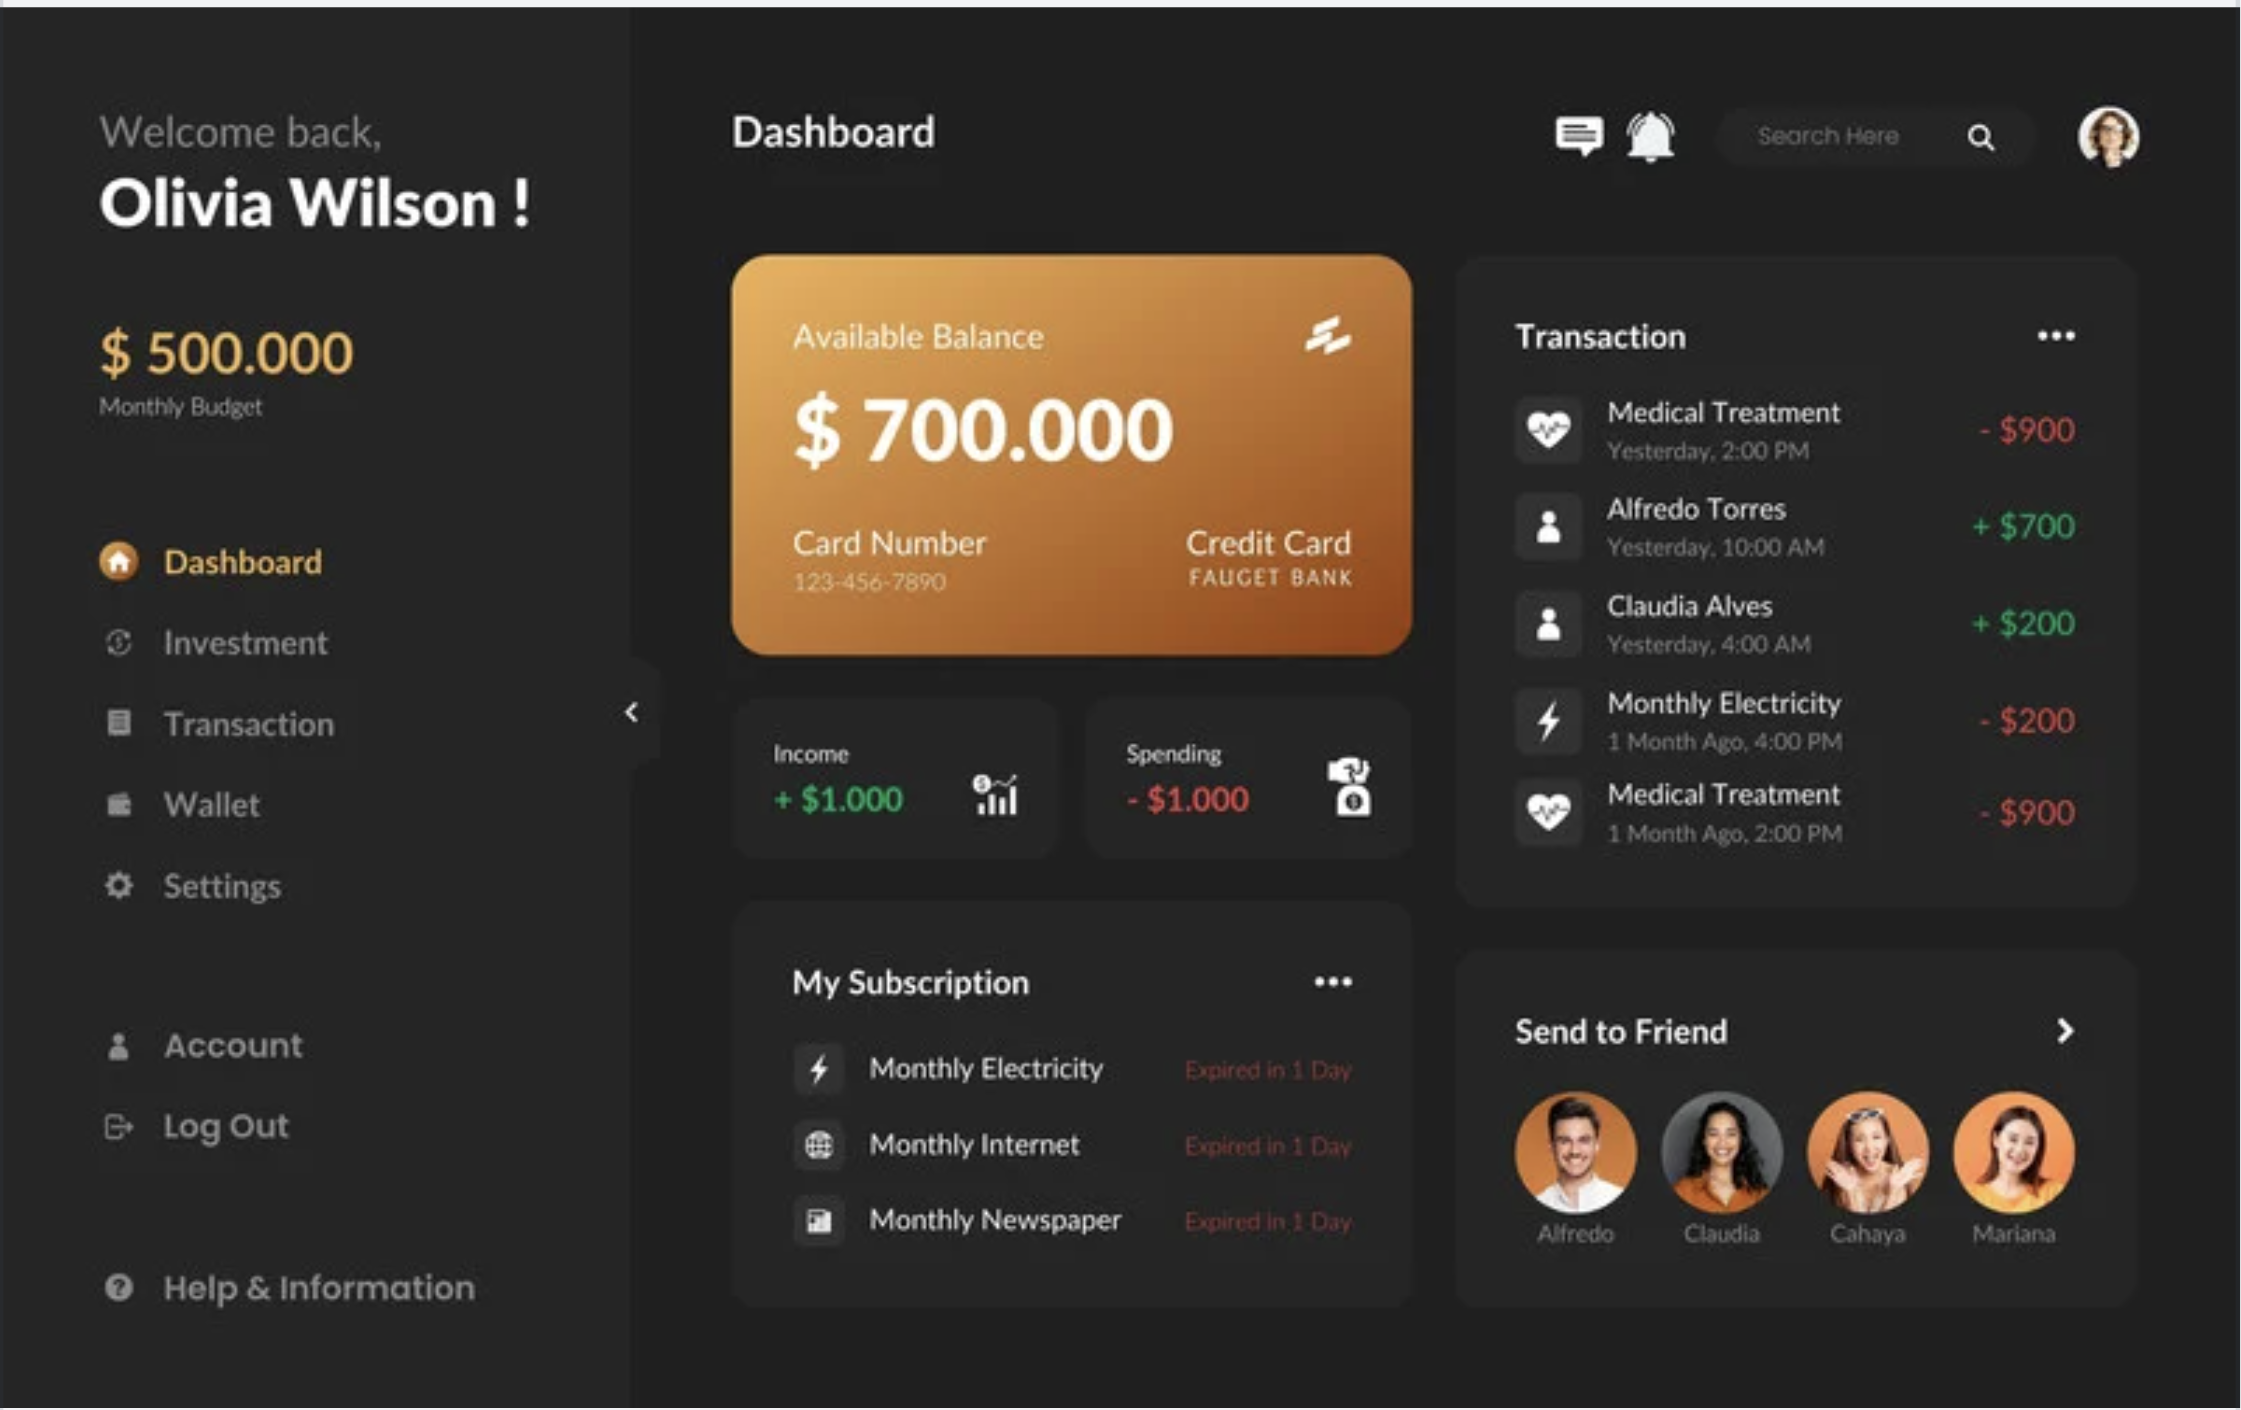 Welcome back,
Olivia Wilson !
$ 500.000
Monthly Budget
Dashboard
Investment
Transaction
Wallet
Settings
Account
Log Out
Help & Information
Dashboard
Search Here
Available Balance
$ 700.000
Card Number
123-456-7890
Credit Card
FAUGET BANK
Income
+ $1.000
Spending
- $1.000
My Subscription
Monthly Electricity Expired in 1 Day
Monthly Internet Expired in 1 Day
Monthly Newspaper Expired in 1 Day
Transaction
Medical Treatment - $900
Yesterday, 2:00 PM
Alfredo Torres + $700
Yesterday, 10:00 AM
Claudia Alves + $200
Yesterday, 4:00 AM
Monthly Electricity - $200
1 Month Ago, 4:00 PM
Medical Treatment - $900
1 Month Ago, 2:00 PM
Send to Friend
Alfredo Claudia Cahaya Mariana